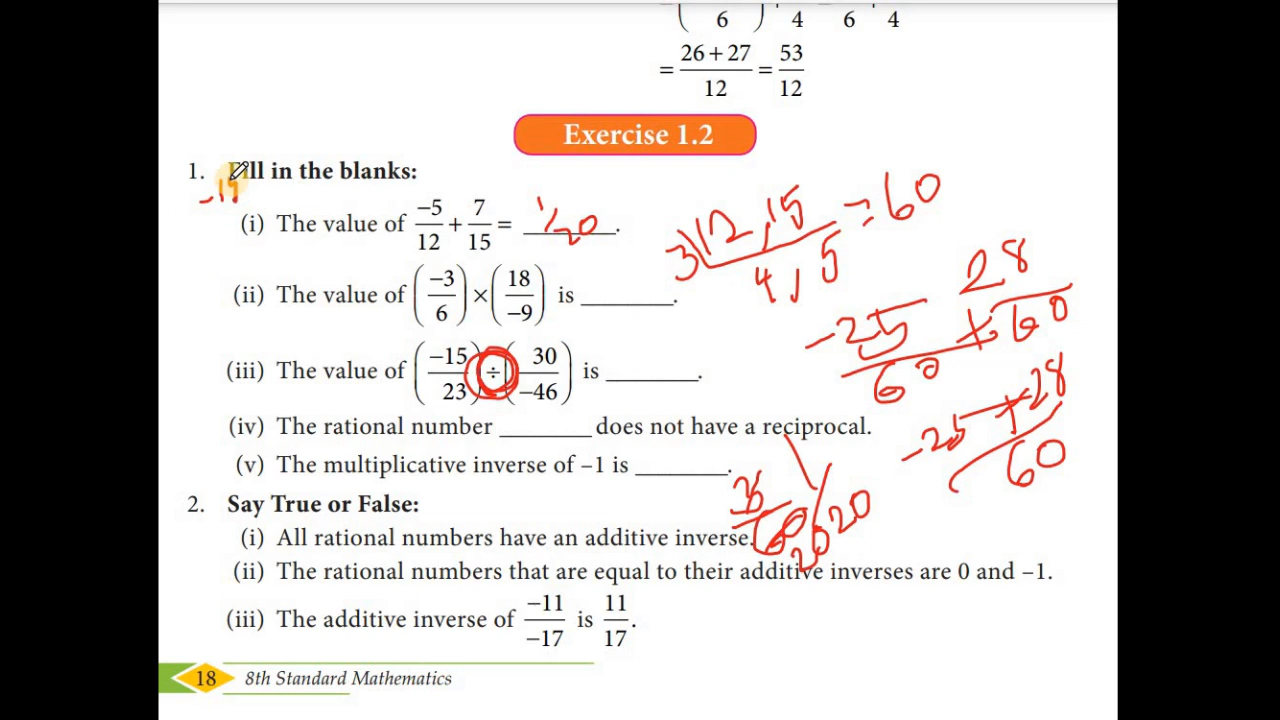 6 ) 4 6 4
= 26 + 27 / 12 = 53 / 12
Exercise 1.2
1. Fill in the blanks:
(i) The value of −5/12 + 7/15 = 1/20.
3 12, 15 = 60
4, 5
(ii) The value of (−3/6) × (18/−9) is ________.
−25/60 + 28/60
(iii) The value of (−15/23) ÷ (30/−46) is ________.
−25 + 28 / 60
(iv) The rational number ________ does not have a reciprocal.
(v) The multiplicative inverse of −1 is ________.
2. Say True or False:
(i) All rational numbers have an additive inverse.
(ii) The rational numbers that are equal to their additive inverses are 0 and −1.
(iii) The additive inverse of −11/−17 is 11/17.
18 8th Standard Mathematics